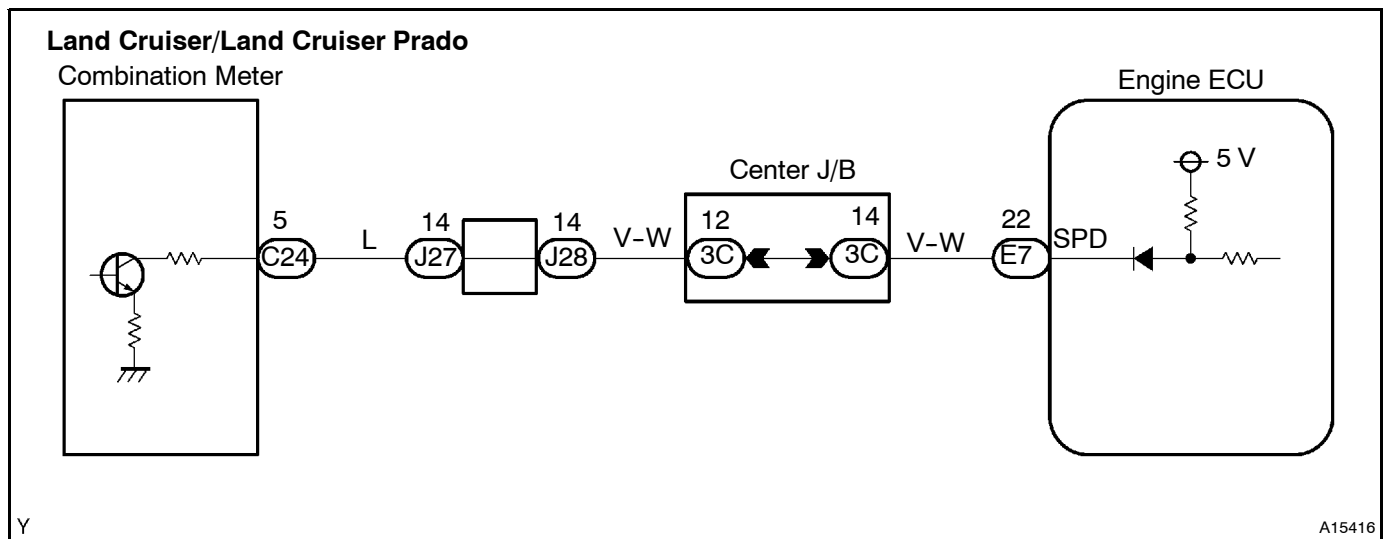 Land Cruiser/Land Cruiser Prado
Combination Meter
Engine ECU
5 V
Center J/B
5
14
14
12
14
22
L
V-W
V-W
SPD
C24
J27
J28
3C
3C
E7
Y
A15416